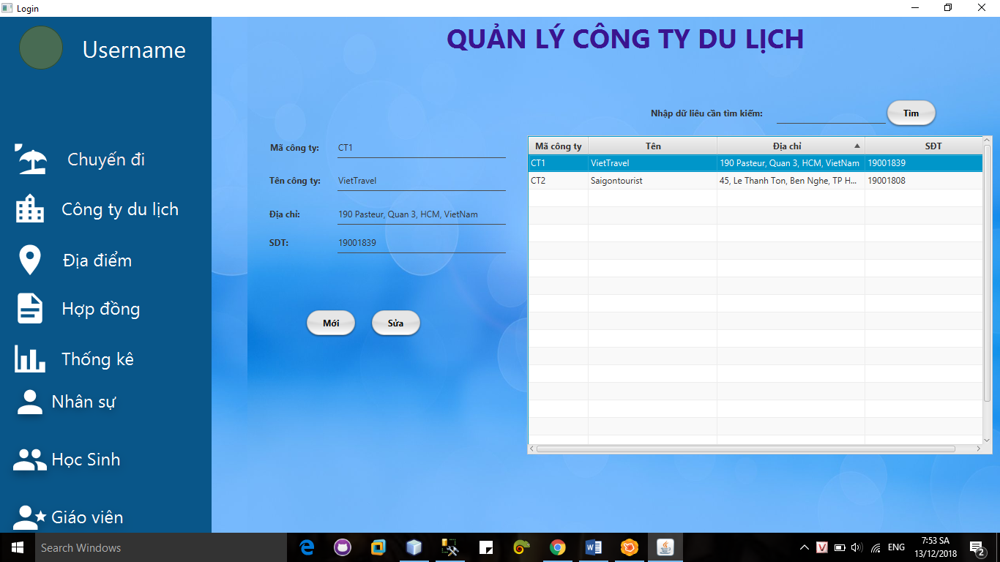 Login
Username
Chuyến đi
Công ty du lịch
Địa điểm
Hợp đồng
Thống kê
Nhân sự
Học Sinh
Giáo viên
QUẢN LÝ CÔNG TY DU LỊCH
Nhập dữ liêu cần tìm kiếm:
Tìm
Mã công ty: CT1
Tên công ty: VietTravel
Địa chỉ: 190 Pasteur, Quan 3, HCM, VietNam
SDT: 19001839
Mới Sửa
Mã công ty Tên Địa chỉ SĐT
CT1 VietTravel 190 Pasteur, Quan 3, HCM, VietNam 19001839
CT2 Saigontourist 45, Le Thanh Ton, Ben Nghe, TP H... 19001808
Search Windows
ENG
7:53 SA
13/12/2018
2